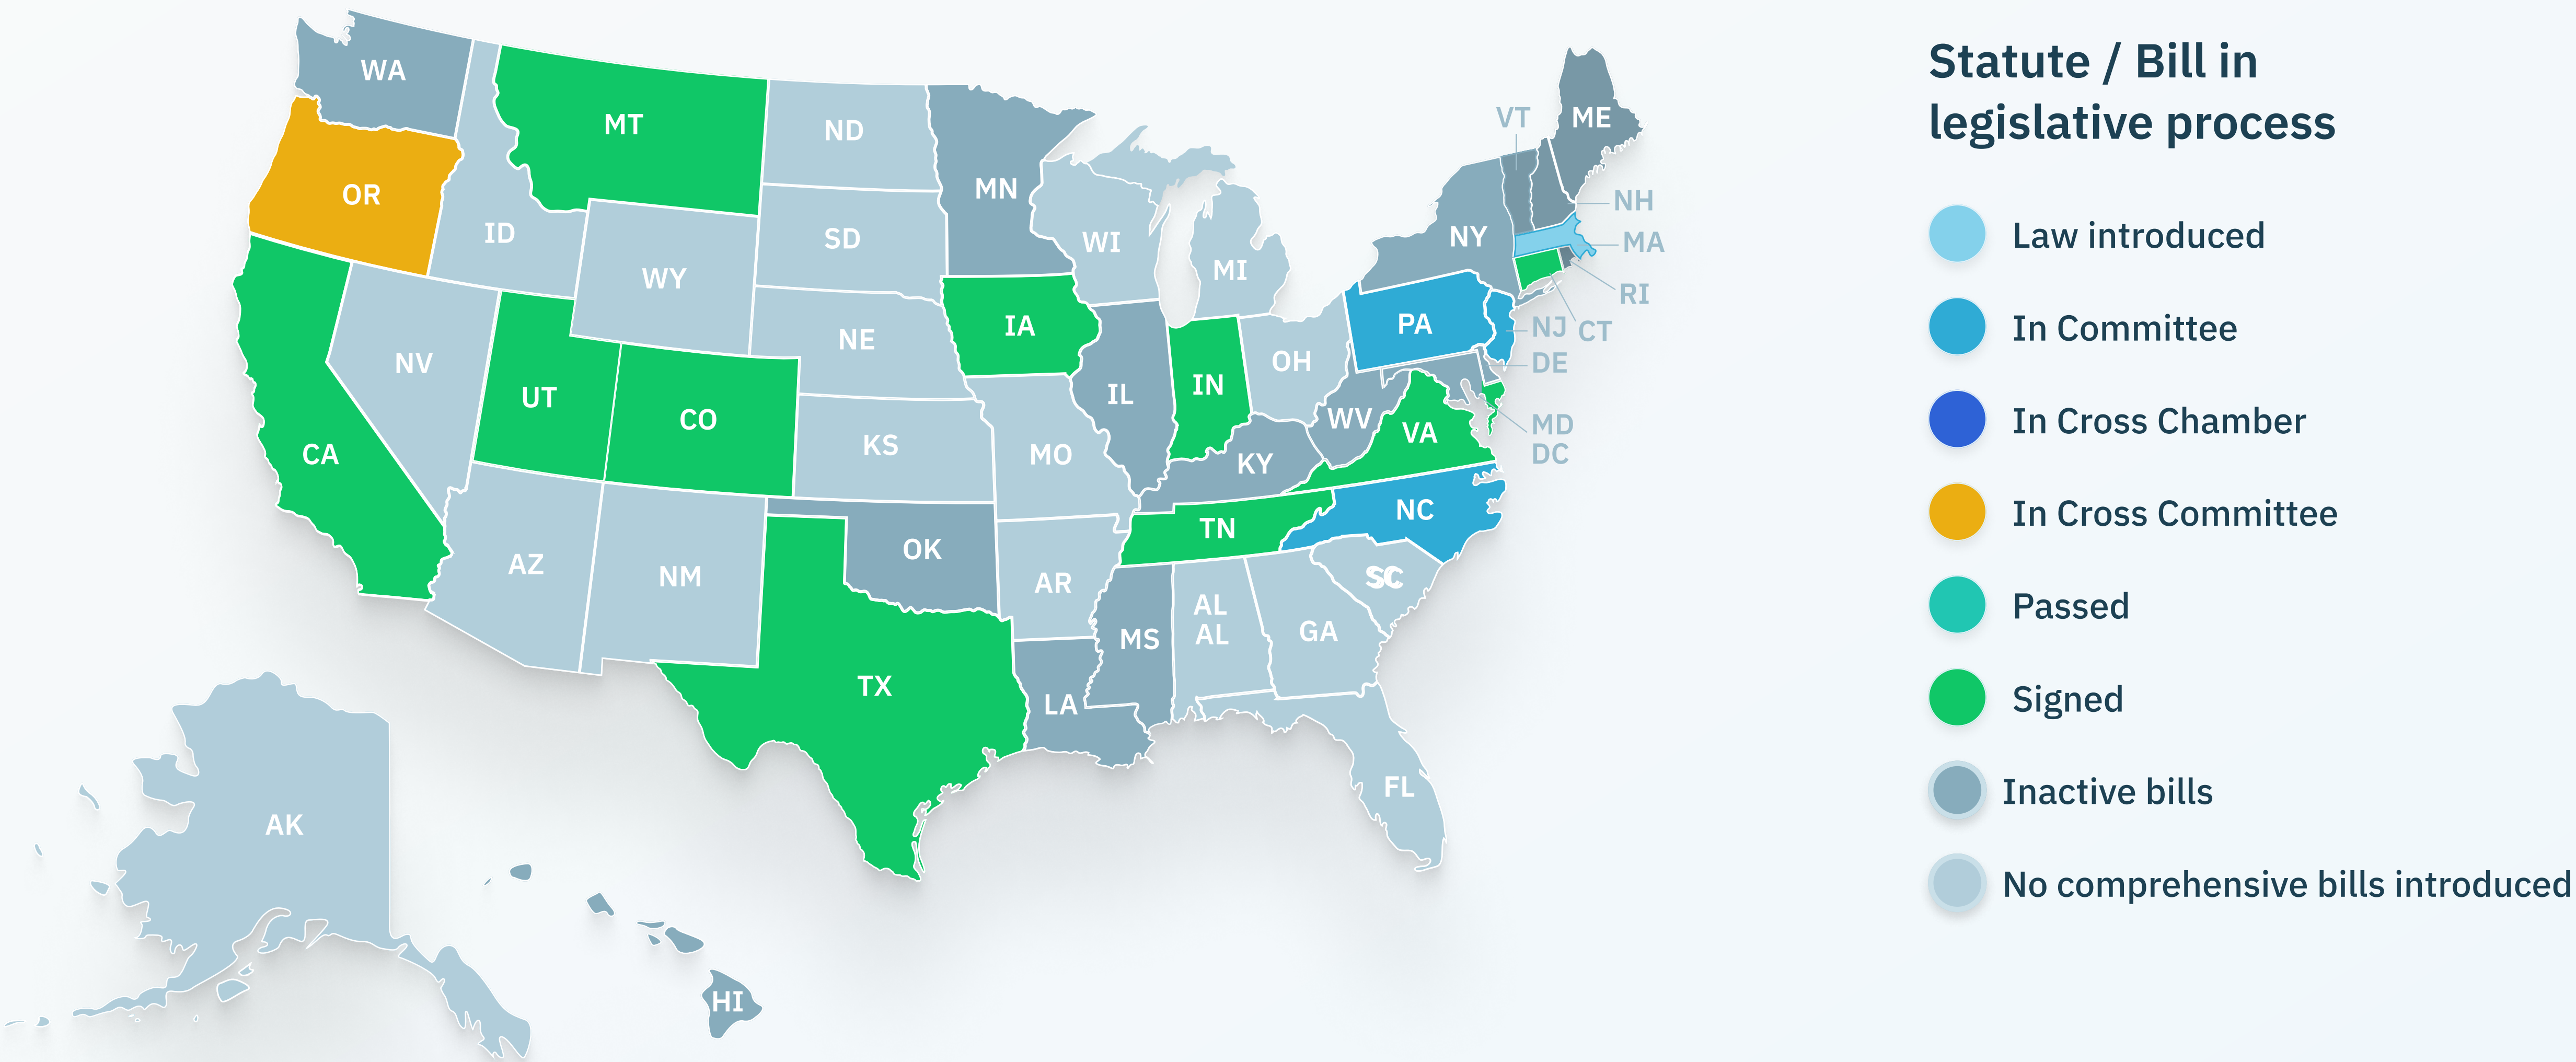 Statute / Bill in
legislative process
Law introduced
In Committee
In Cross Chamber
In Cross Committee
Passed
Signed
Inactive bills
No comprehensive bills introduced
WA
MT
ND
MN
VT
ME
OR
ID
SD
WI
MI
NY
NH
MA
WY
RI
NE
IA
PA
NJ
CT
NV
UT
CO
IL
IN
OH
DE
CA
KS
MO
KY
WV
VA
MD
DC
AZ
NM
OK
AR
TN
NC
SC
AL
AL
GA
MS
TX
LA
FL
AK
HI